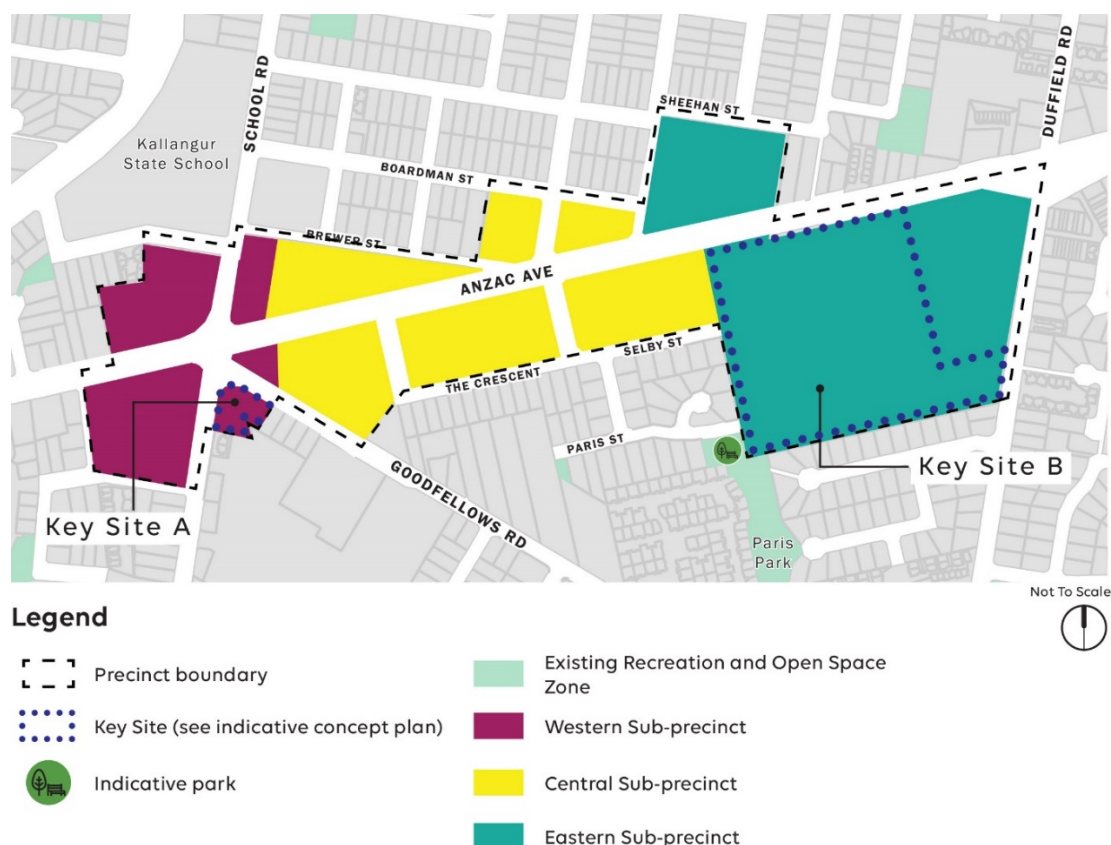 SHEEHAN ST
DUFFIELD RD
SCHOOL RD
Kallangur
State School
BOARDMAN ST
BREWER ST
ANZAC AVE
SELBY ST
THE CRESCENT
PARIS ST
GOODFELLOWS RD
Key Site B
Key Site A
Paris
Park
Not To Scale
Legend
Precinct boundary
Key Site (see indicative concept plan)
Indicative park
Existing Recreation and Open Space
Zone
Western Sub-precinct
Central Sub-precinct
Eastern Sub-precinct